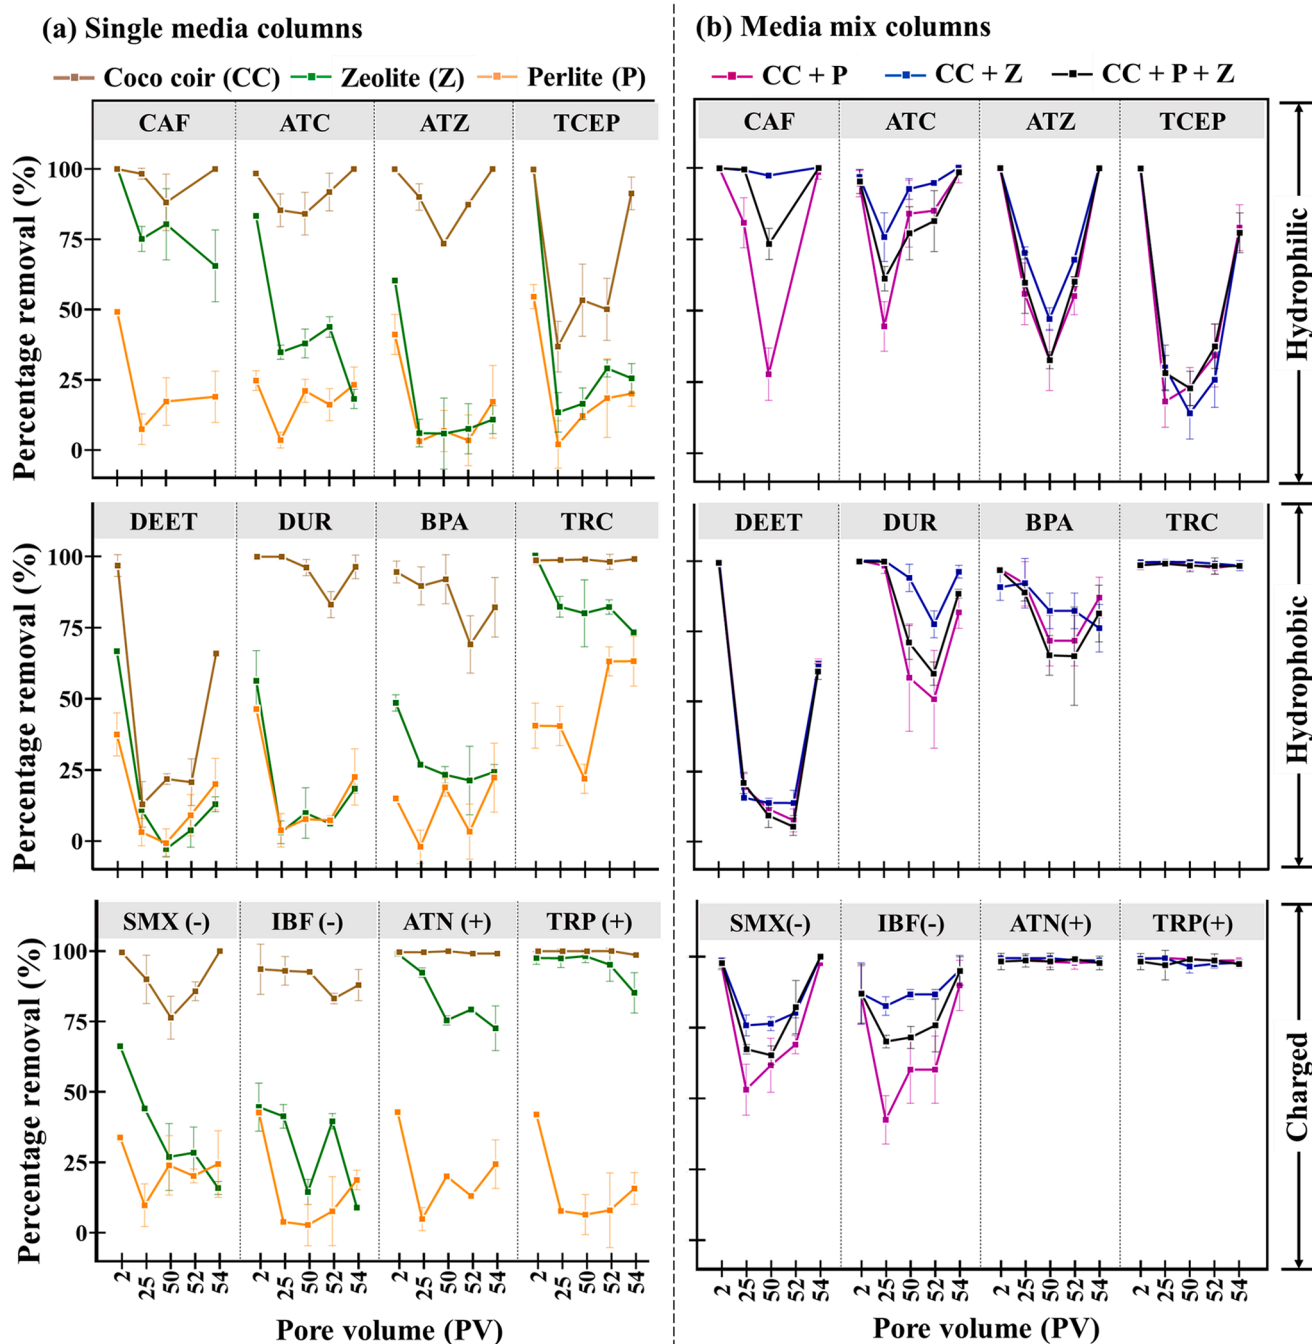 (a) Single media columns
(b) Media mix columns
Coco coir (CC) Zeolite (Z) Perlite (P)
CC + P CC + Z CC + P + Z
CAF ATC ATZ TCEP
CAF ATC ATZ TCEP
Percentage removal (%)
100
75
50
25
0
Hydrophilic
DEET DUR BPA TRC
DEET DUR BPA TRC
Percentage removal (%)
100
75
50
25
0
Hydrophobic
SMX (-) IBF (-) ATN (+) TRP (+)
SMX(-) IBF(-) ATN(+) TRP(+)
Percentage removal (%)
100
75
50
25
0
Charged
2 25 50 52 54 2 25 50 52 54 2 25 50 52 54 2 25 50 52 54
2 25 50 52 54 2 25 50 52 54 2 25 50 52 54 2 25 50 52 54
Pore volume (PV)
Pore volume (PV)